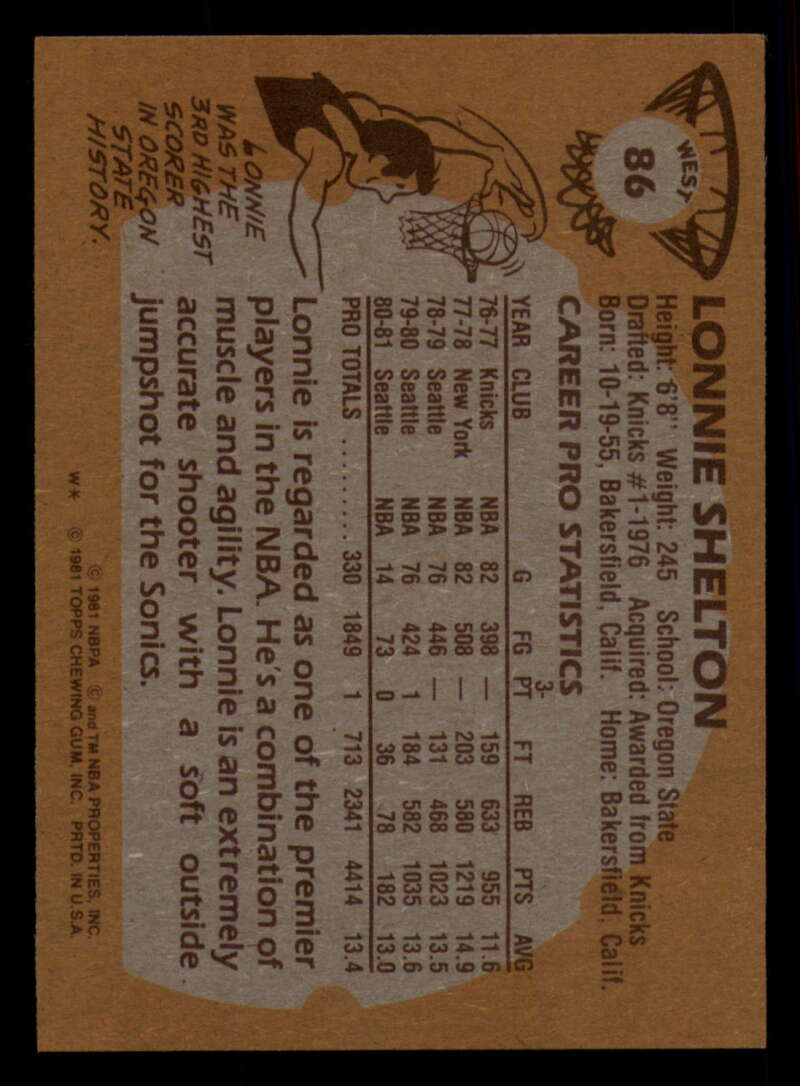 WEST
86
LONNIE SHELTON
Height: 6'8" Weight: 245 School: Oregon State
Drafted: Knicks #1-1976 Acquired: Awarded from Knicks
Born: 10-19-55, Bakersfield, Calif. Home: Bakersfield, Calif.
CAREER PRO STATISTICS
3-
YEAR CLUB G FG PT FT REB PTS AVG
76-77 Knicks NBA 82 398 — 159 633 955 11.6
77-78 New York NBA 82 508 — 203 580 1219 14.9
78-79 Seattle NBA 76 446 — 131 468 1023 13.5
79-80 Seattle NBA 76 424 1 184 582 1035 13.6
80-81 Seattle NBA 14 73 0 36 78 182 13.0
PRO TOTALS ......... 330 1849 1 713 2341 4414 13.4
LONNIE
WAS THE
3RD HIGHEST
SCORER
IN OREGON
STATE
HISTORY.
Lonnie is regarded as one of the premier
players in the NBA. He's a combination of
muscle and agility. Lonnie is an extremely
accurate shooter with a soft outside
jumpshot for the Sonics.
© 1981 NBPA © and TM NBA PROPERTIES, INC.
W* © 1981 TOPPS CHEWING GUM, INC. PRTD. IN U.S.A.